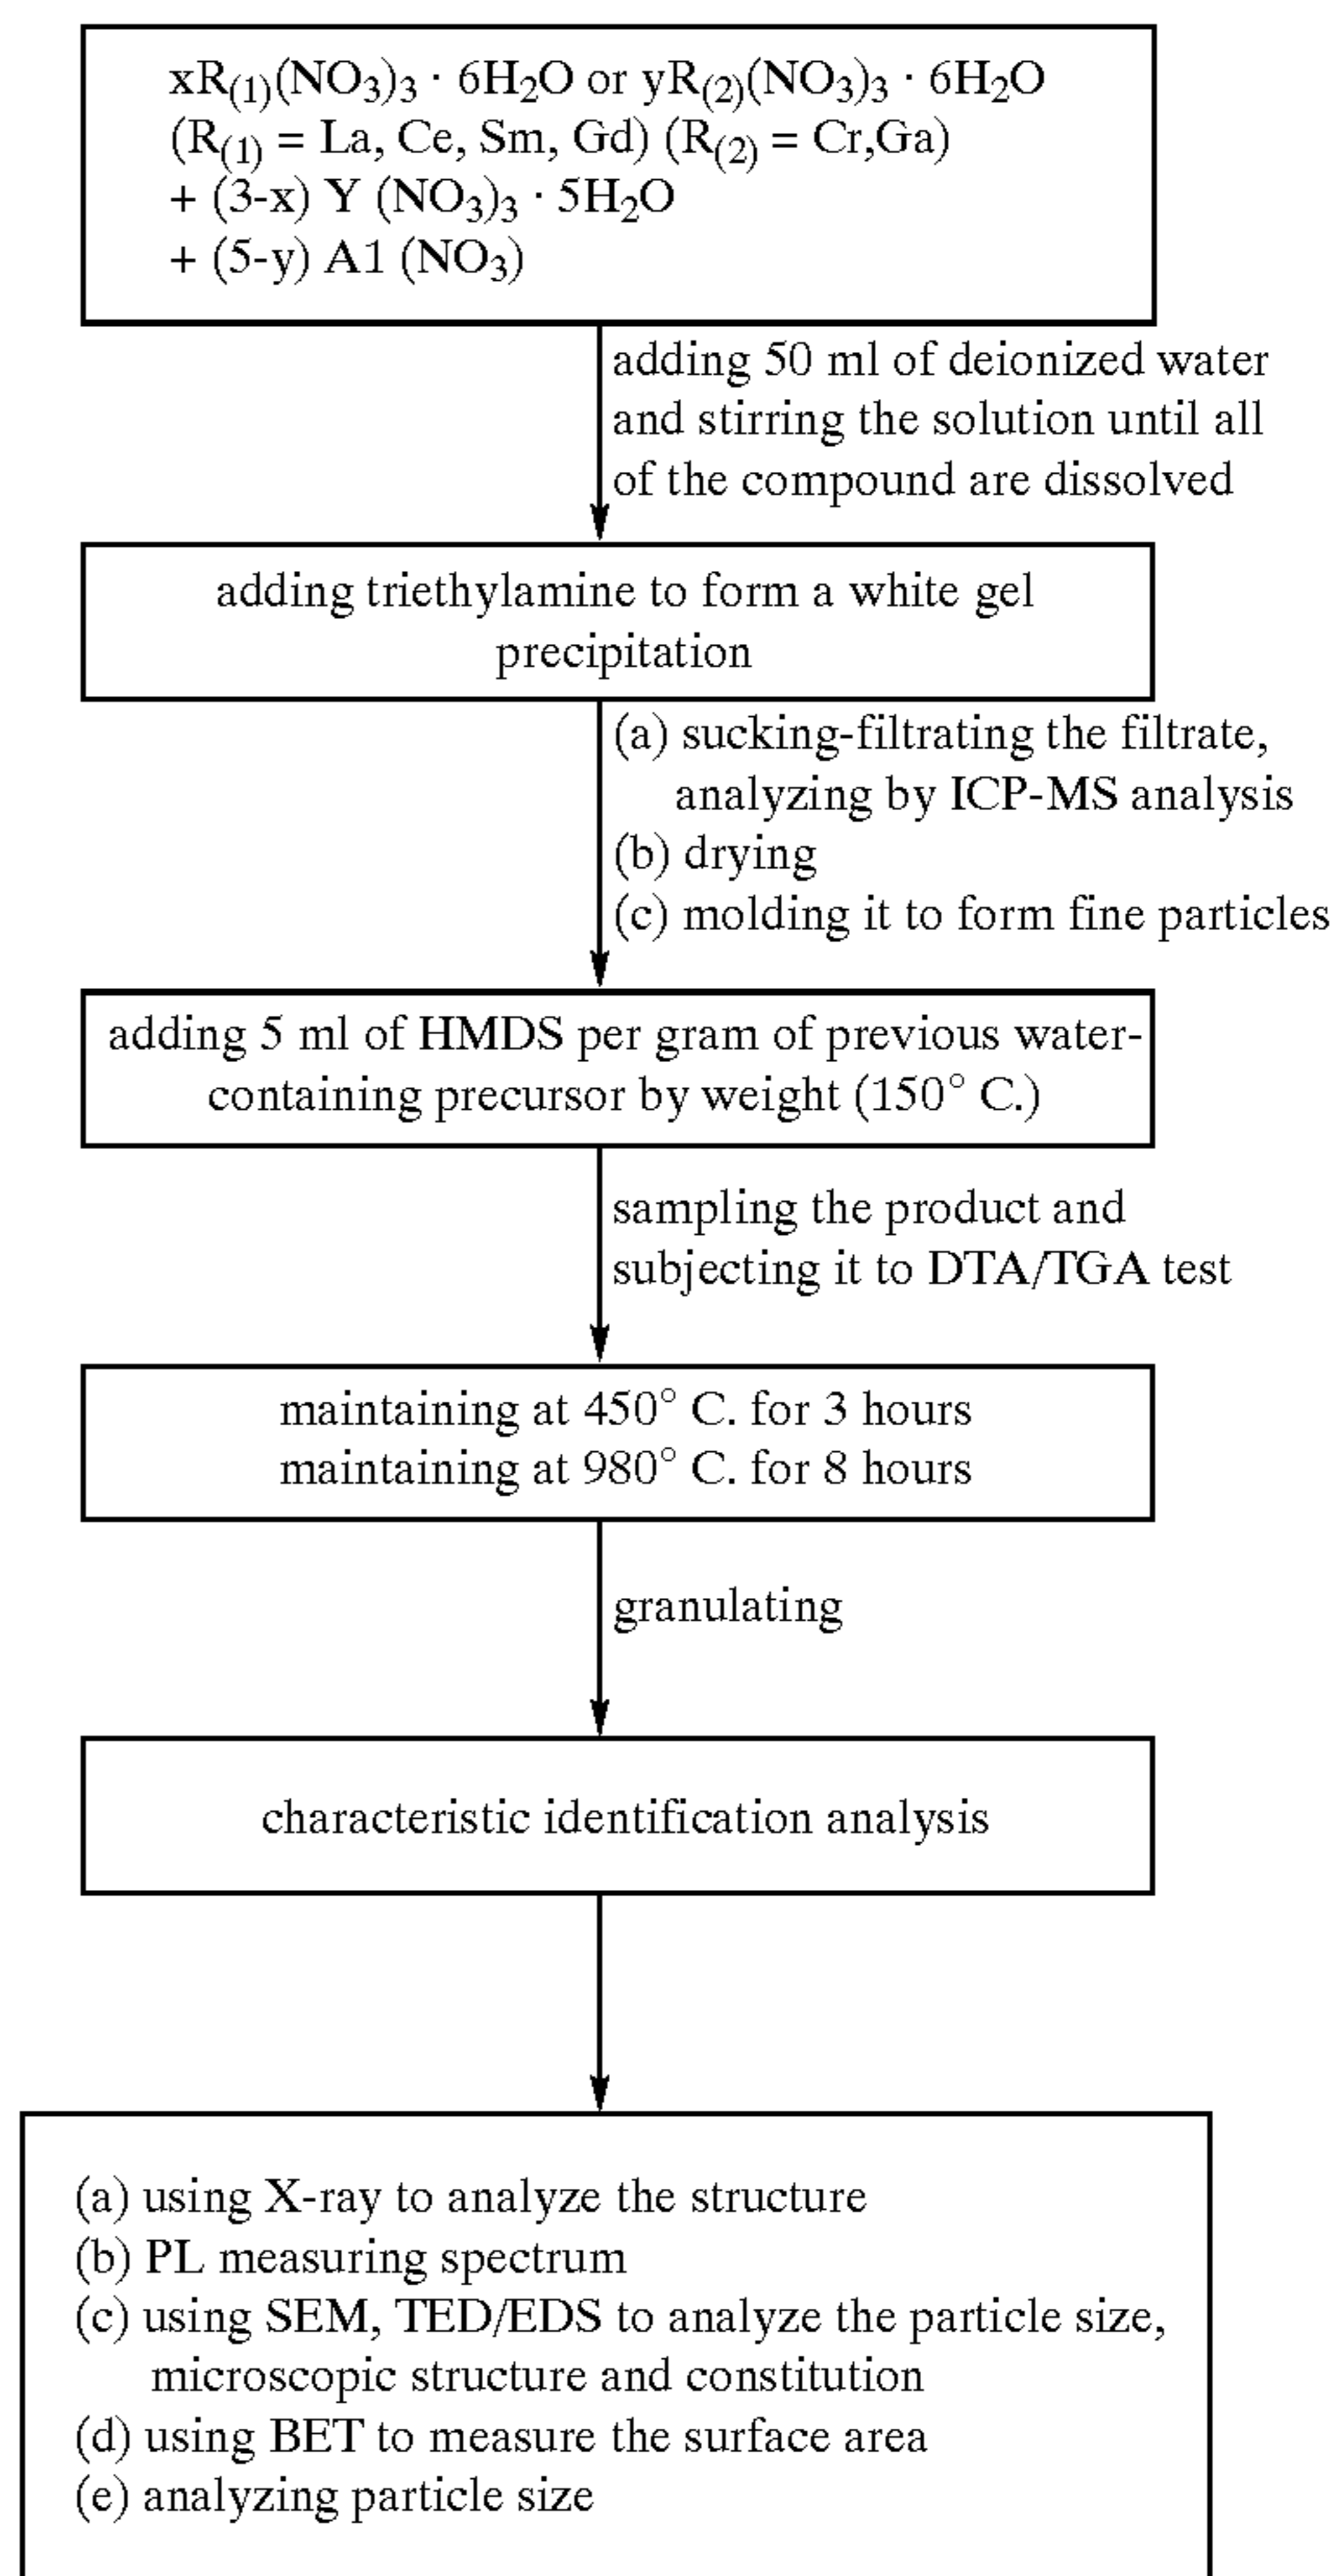 xR(1)(NO3)3 · 6H2O or yR(2)(NO3)3 · 6H2O
(R(1) = La, Ce, Sm, Gd) (R(2) = Cr,Ga)
+ (3-x) Y (NO3)3 · 5H2O
+ (5-y) A1 (NO3)
adding 50 ml of deionized water
and stirring the solution until all
of the compound are dissolved
adding triethylamine to form a white gel
precipitation
(a) sucking-filtrating the filtrate,
analyzing by ICP-MS analysis
(b) drying
(c) molding it to form fine particles
adding 5 ml of HMDS per gram of previous water-
containing precursor by weight (150° C.)
sampling the product and
subjecting it to DTA/TGA test
maintaining at 450° C. for 3 hours
maintaining at 980° C. for 8 hours
granulating
characteristic identification analysis
(a) using X-ray to analyze the structure
(b) PL measuring spectrum
(c) using SEM, TED/EDS to analyze the particle size,
microscopic structure and constitution
(d) using BET to measure the surface area
(e) analyzing particle size